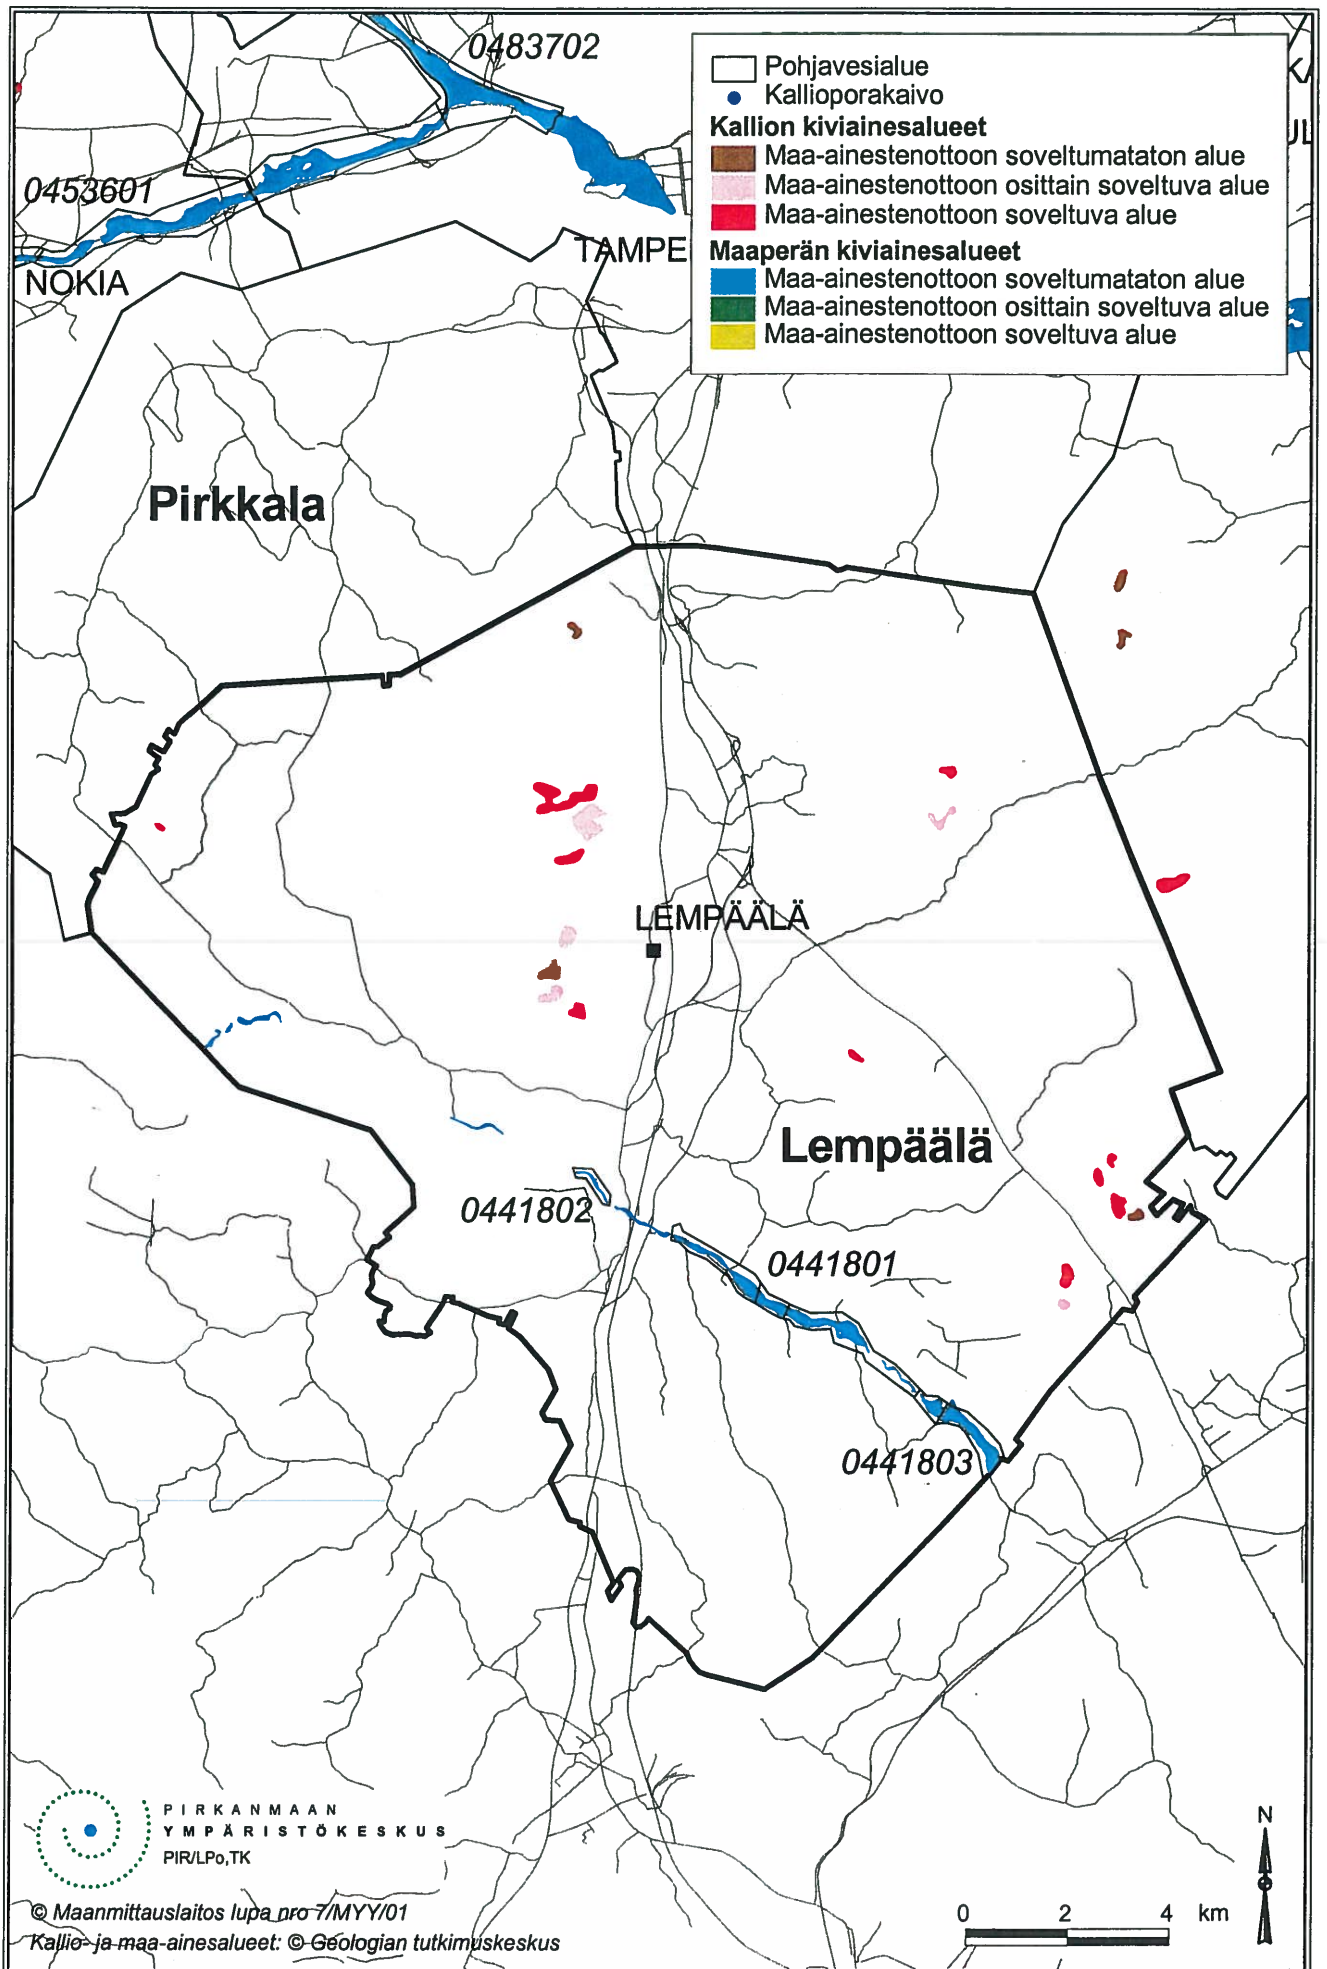 0483702
Pohjavesialue
Kallioporakaivo
Kallion kiviainesalueet
Maa-ainestenottoon soveltumataton alue
Maa-ainestenottoon osittain soveltuva alue
Maa-ainestenottoon soveltuva alue
Maaperän kiviainesalueet
Maa-ainestenottoon soveltumataton alue
Maa-ainestenottoon osittain soveltuva alue
Maa-ainestenottoon soveltuva alue
0453601
TAMPE
NOKIA
Pirkkala
LEMPÄÄLÄ
Lempäälä
0441802
0441801
0441803
PIRKANMAAN
YMPÄRISTÖKESKUS
PIR/LPo,TK
© Maanmittauslaitos lupa nro 7/MYY/01
Kallio- ja maa-ainesalueet: © Geologian tutkimuskeskus
N
0 2 4 km